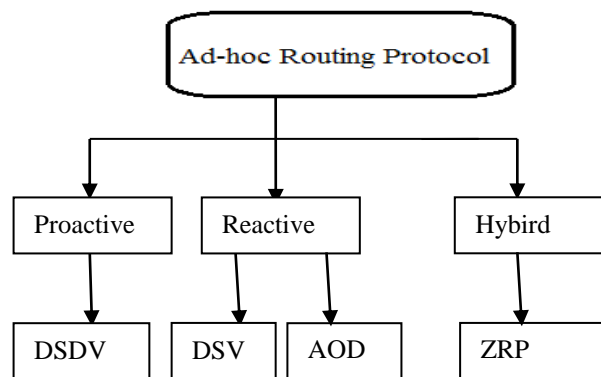 Ad-hoc Routing Protocol
Proactive
Reactive
Hybird
DSDV
DSV
AOD
ZRP